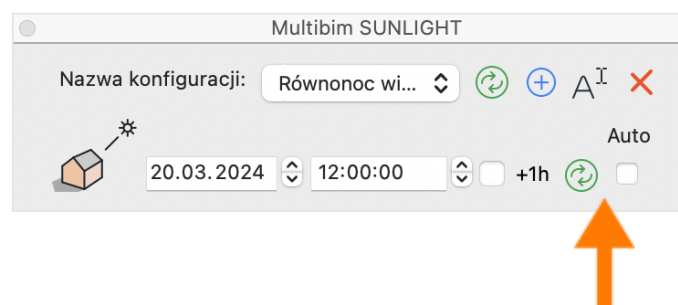 Multibim SUNLIGHT
Nazwa konfiguracji: Równonoc wi... A
Auto
20.03.2024 12:00:00 +1h